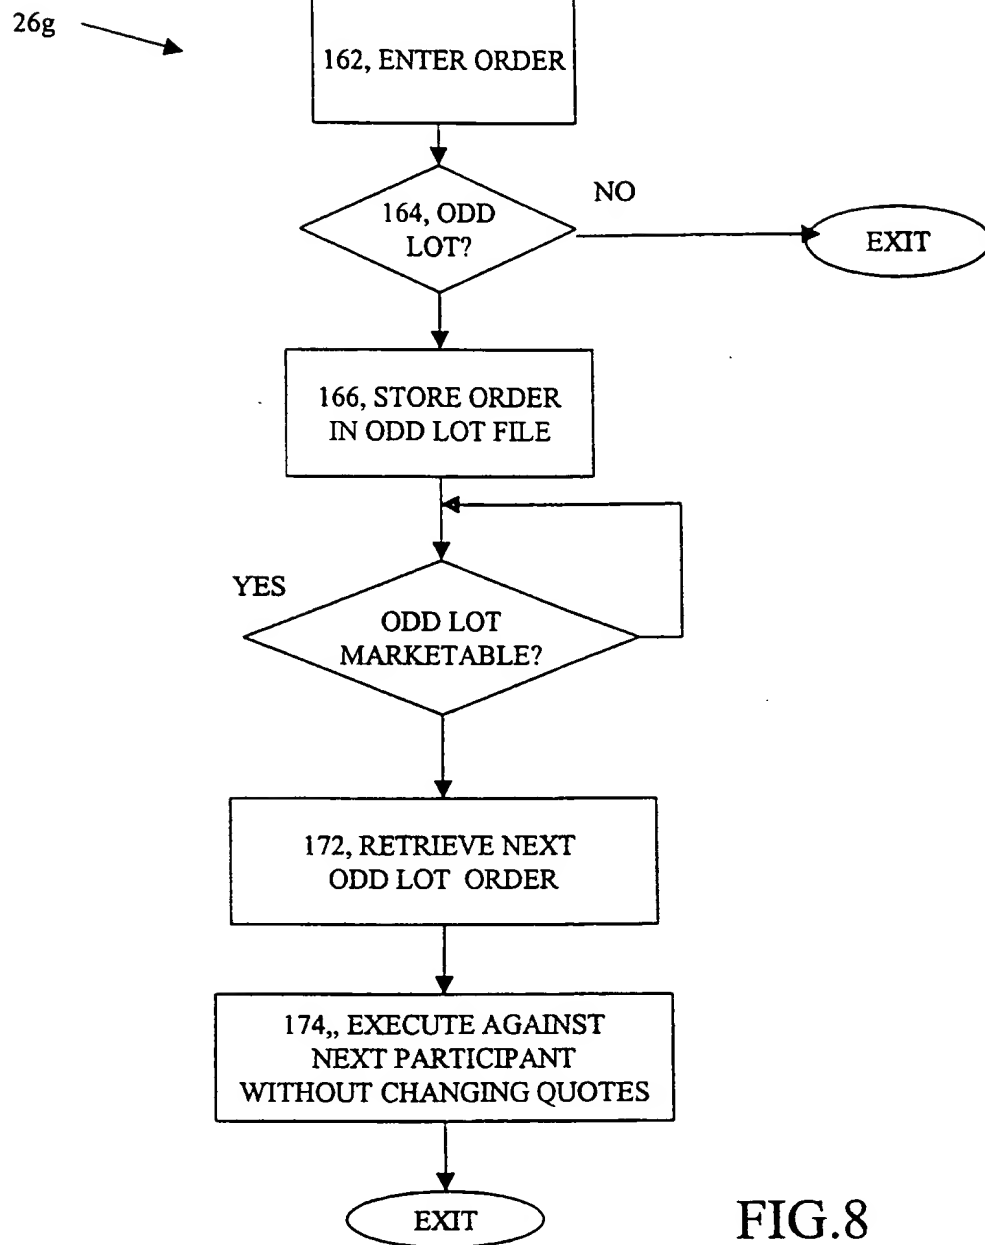 26g
162, ENTER ORDER
164, ODD
LOT?
NO
EXIT
166, STORE ORDER
IN ODD LOT FILE
YES
ODD LOT
MARKETABLE?
172, RETRIEVE NEXT
ODD LOT ORDER
174,, EXECUTE AGAINST
NEXT PARTICIPANT
WITHOUT CHANGING QUOTES
EXIT
FIG.8